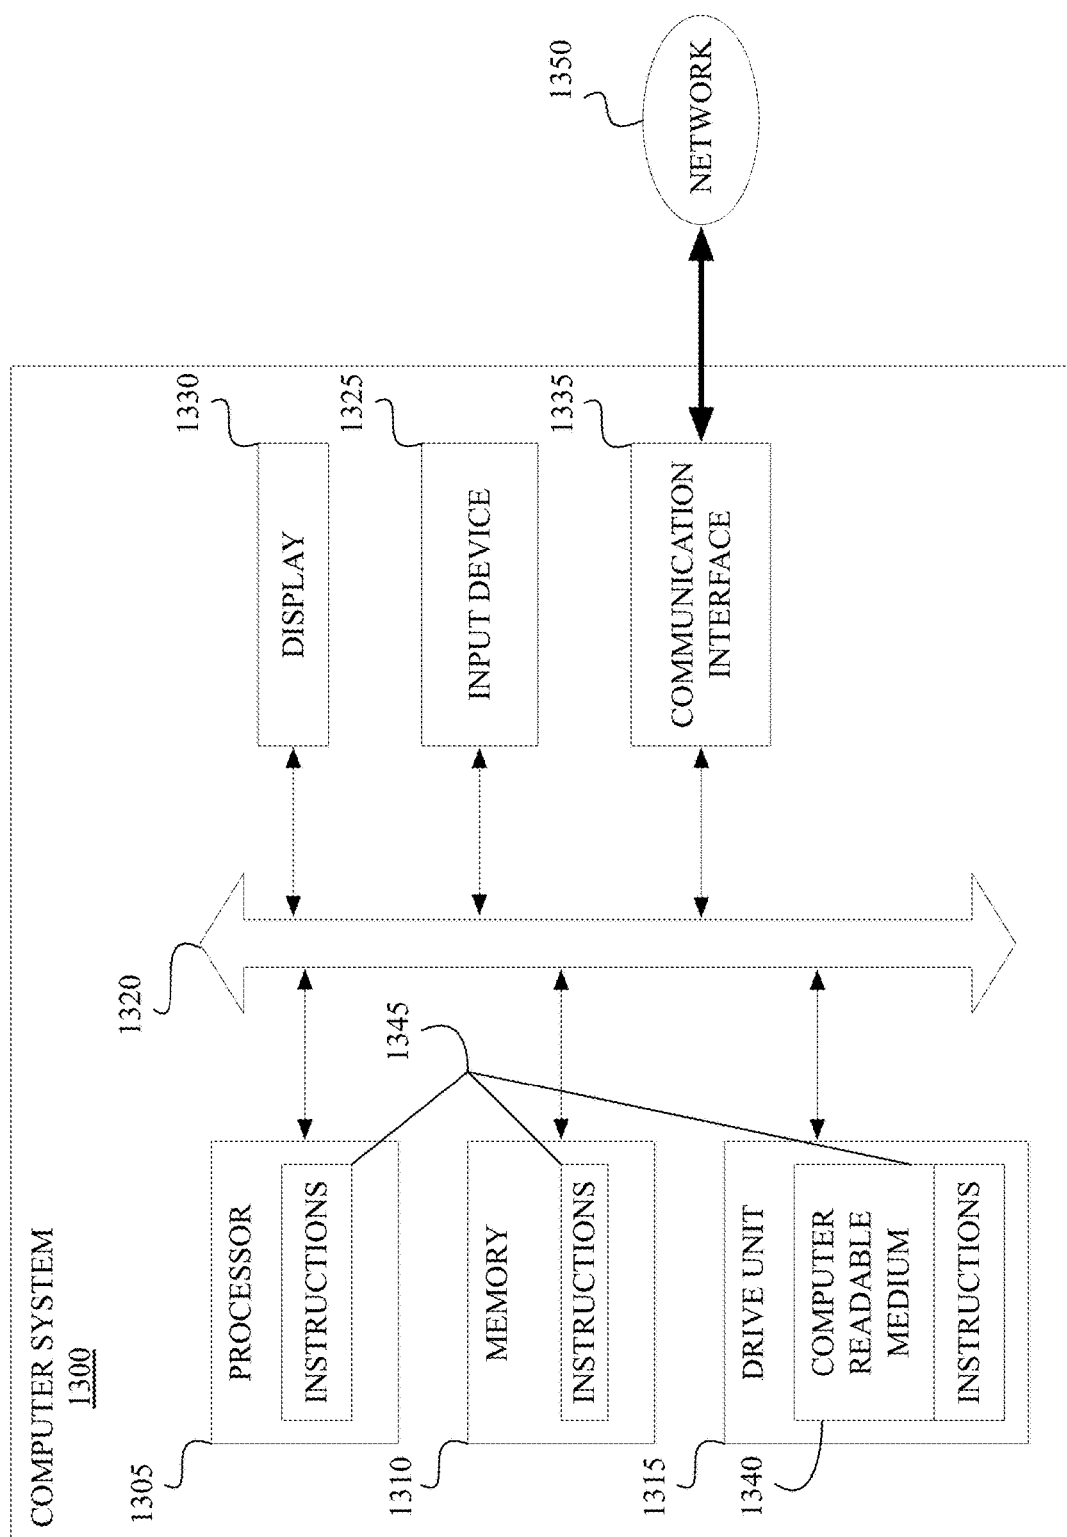 COMPUTER SYSTEM
1300
1305
PROCESSOR
INSTRUCTIONS
1310
MEMORY
INSTRUCTIONS
1315
DRIVE UNIT
1340
COMPUTER
READABLE
MEDIUM
INSTRUCTIONS
1345
1320
1330
DISPLAY
1325
INPUT DEVICE
1335
COMMUNICATION
INTERFACE
1350
NETWORK